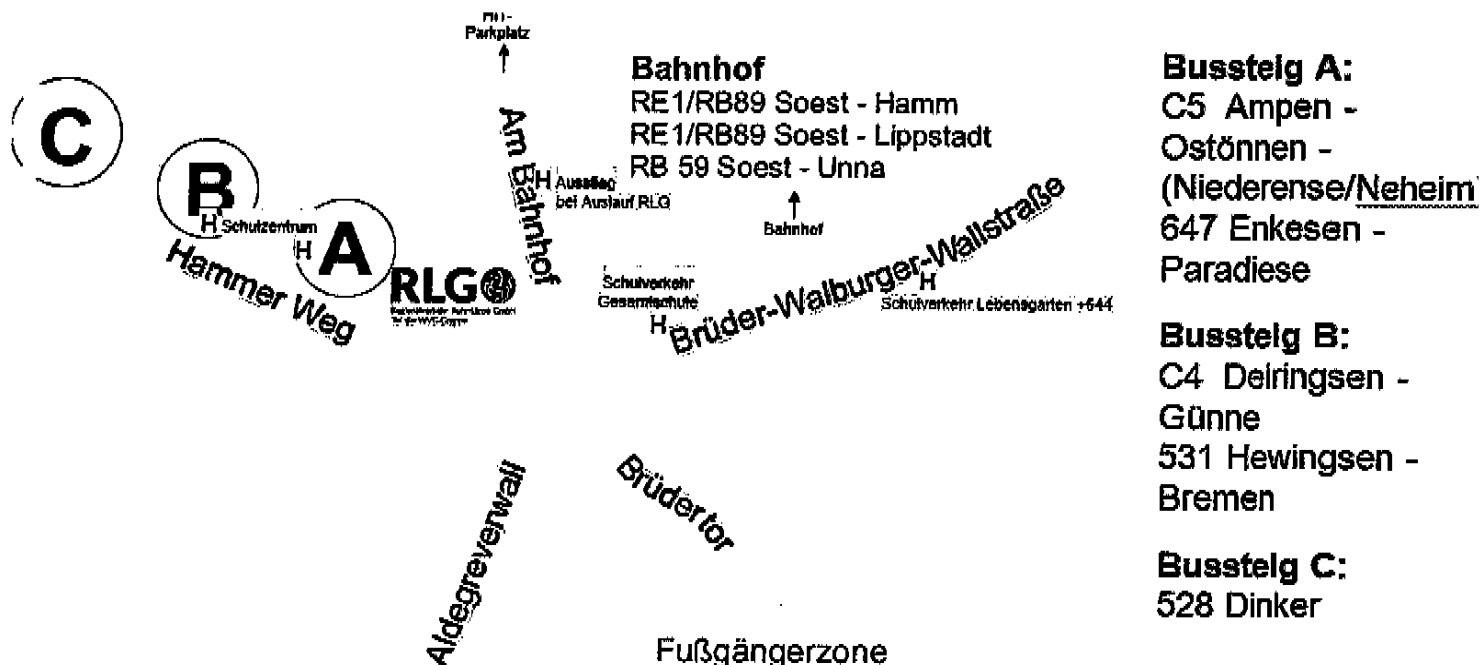 Parkplatz
Am Bahnhof
Bahnhof
RE1/RB89 Soest - Hamm
RE1/RB89 Soest - Lippstadt
RB 59 Soest - Unna
Bahnhof
H Ausstieg
bei Auslauf RLG
C
B
H Schulzentrum
H
A
Hammer Weg
RLG
Schulverkehr
Gesamtschule
H
Brüder-Walburger-Wallstraße
H
Schulverkehr Lebensgarten +644
Aldegreverwall
Brüdertor
Fußgängerzone
Bussteig A:
C5 Ampen -
Ostönnen -
(Niederense/Neheim)
647 Enkesen -
Paradiese
Bussteig B:
C4 Deiringsen -
Günne
531 Hewingsen -
Bremen
Bussteig C:
528 Dinker